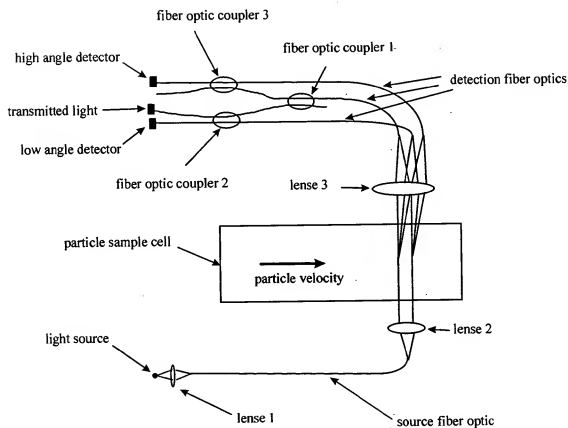 fiber optic coupler 3
fiber optic coupler 1
high angle detector
detection fiber optics
transmitted light
low angle detector
fiber optic coupler 2
lense 3
particle sample cell
particle velocity
light source
lense 2
lense 1
source fiber optic